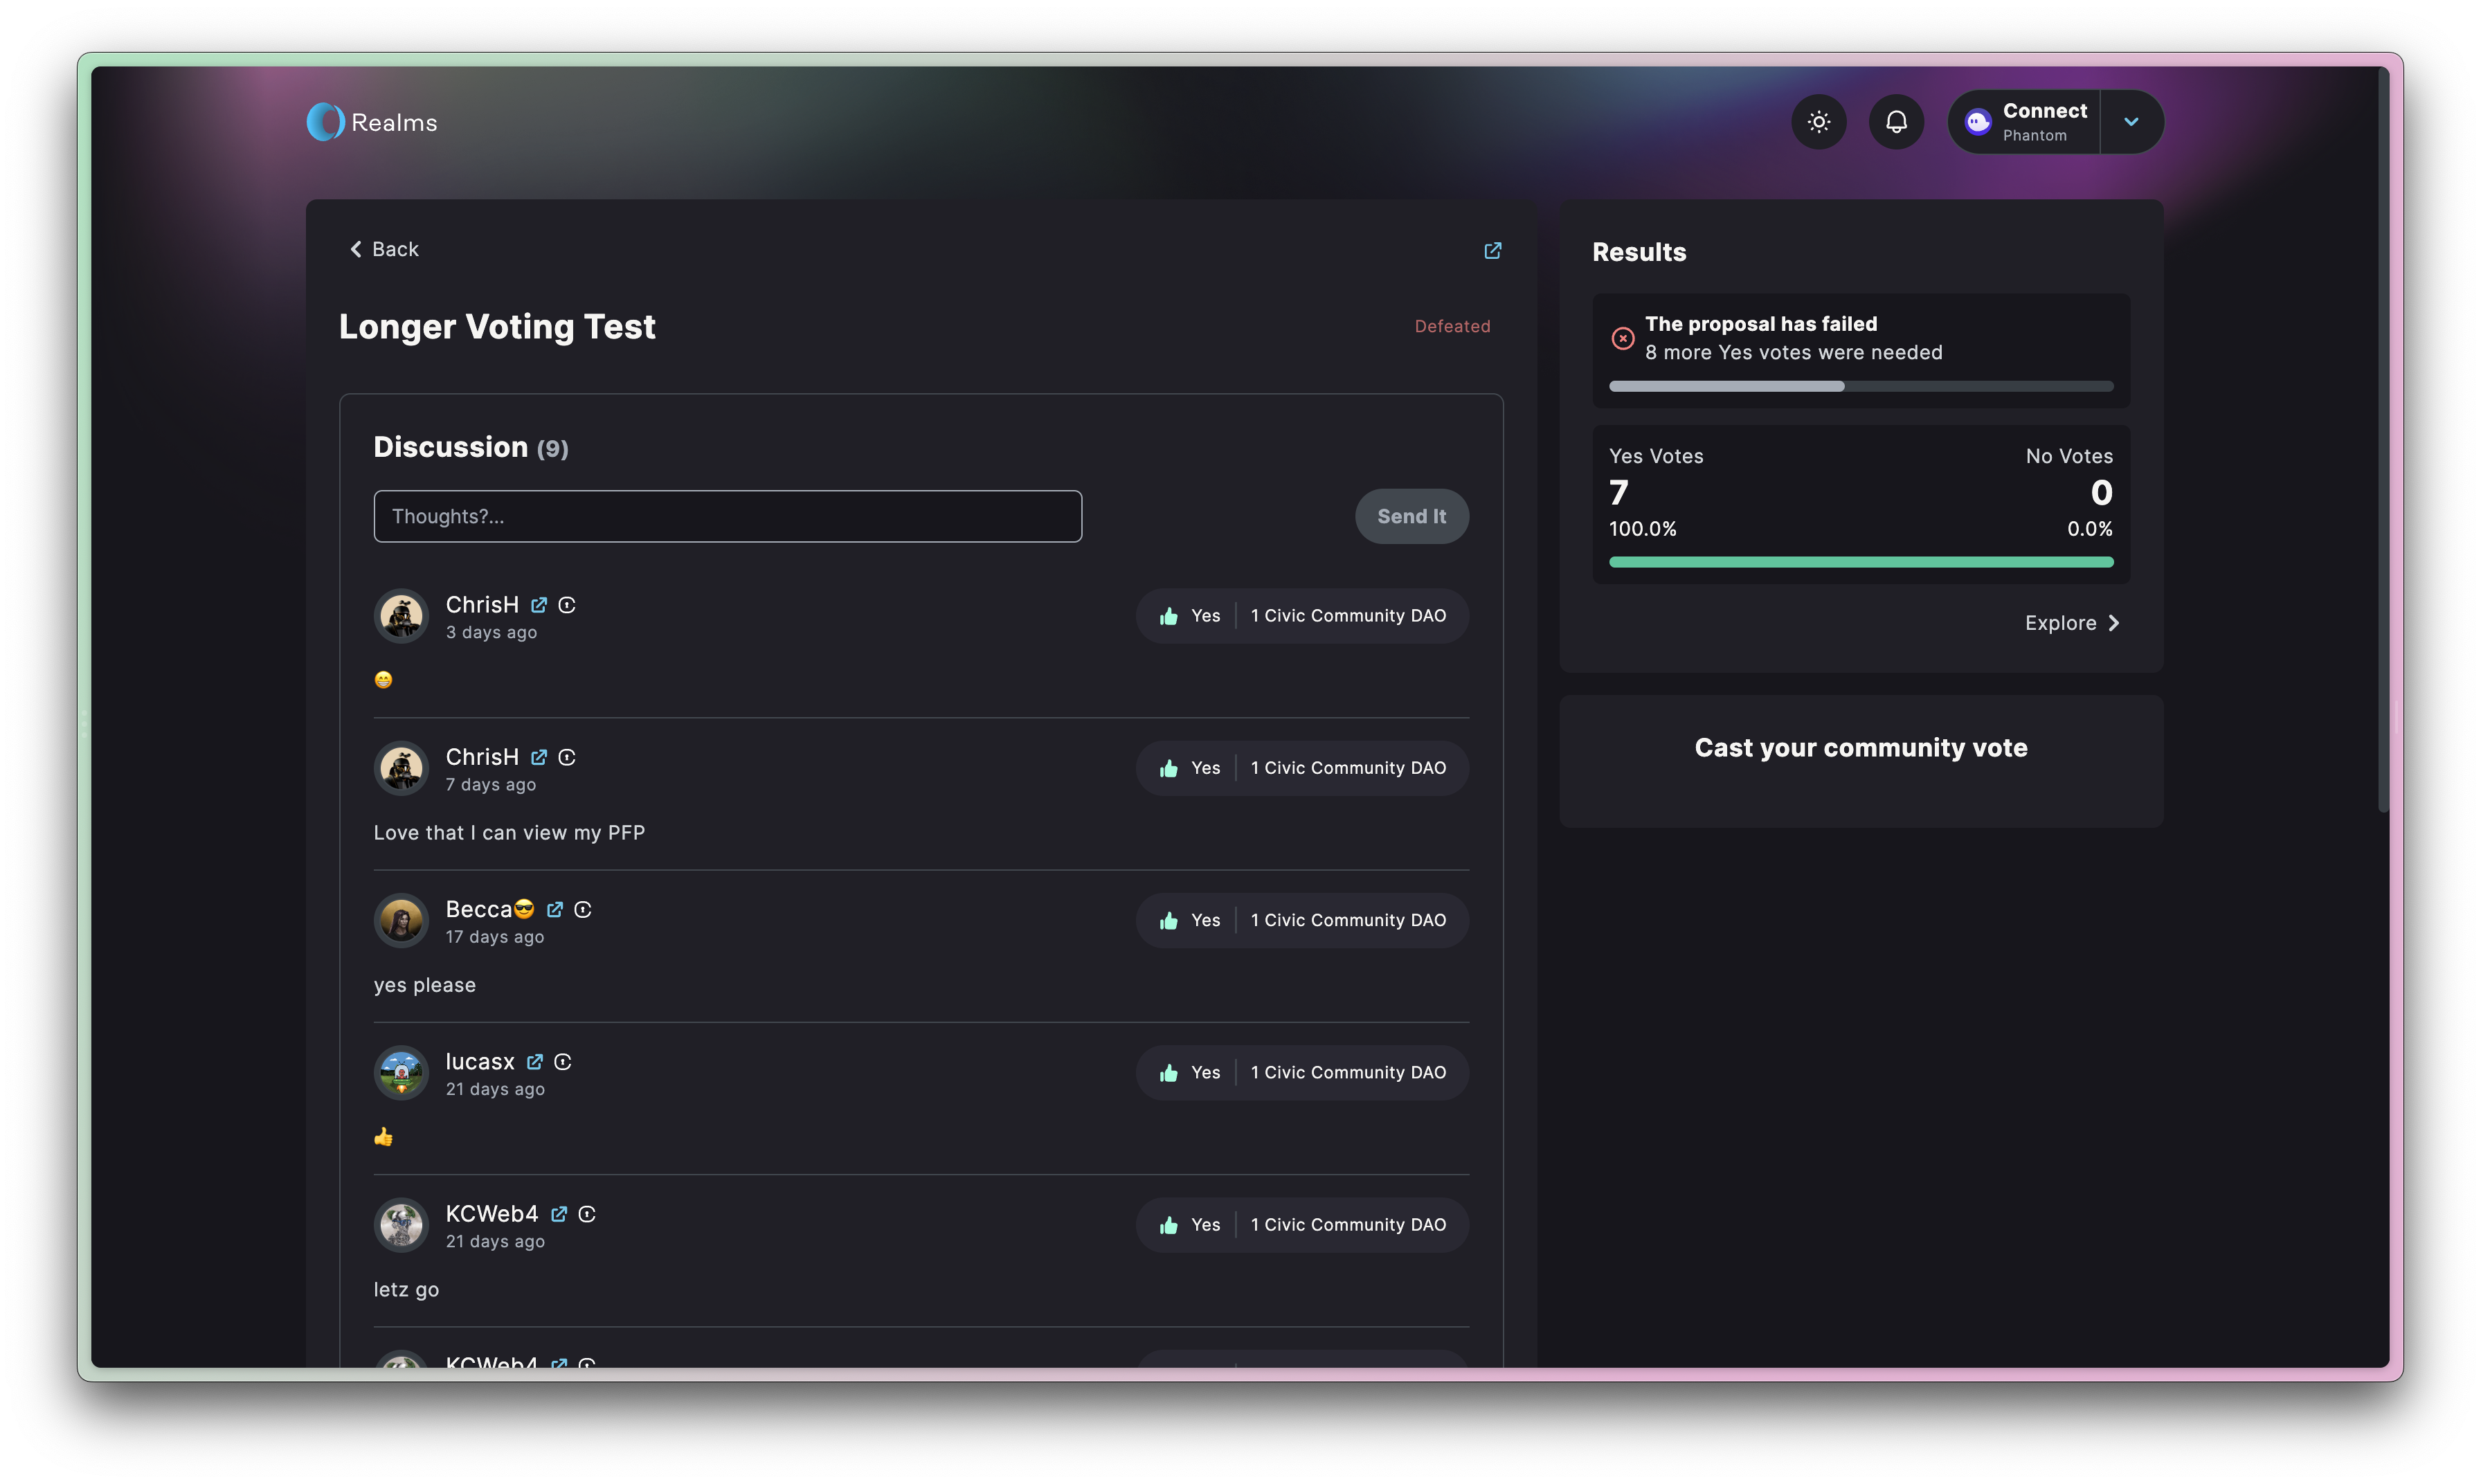 Realms
Connect
Phantom
Back
Longer Voting Test
Defeated
Discussion (9)
Thoughts?...
Send It
ChrisH
3 days ago
Yes | 1 Civic Community DAO
😁
ChrisH
7 days ago
Yes | 1 Civic Community DAO
Love that I can view my PFP
Becca😎
17 days ago
Yes | 1 Civic Community DAO
yes please
lucasx
21 days ago
Yes | 1 Civic Community DAO
👍
KCWeb4
21 days ago
Yes | 1 Civic Community DAO
letz go
KCWeb4
Results
The proposal has failed
8 more Yes votes were needed
Yes Votes
No Votes
7
0
100.0%
0.0%
Explore
Cast your community vote